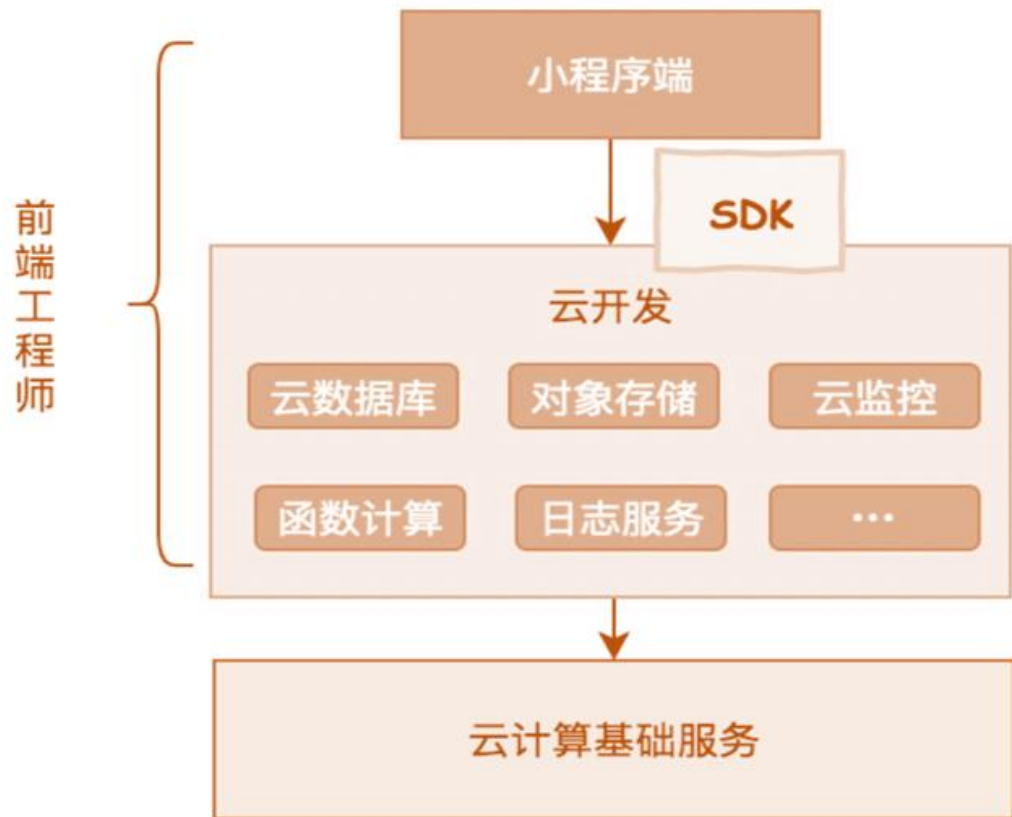 小程序端
SDK
前端工程师
云开发
云数据库
对象存储
云监控
函数计算
日志服务
...
云计算基础服务